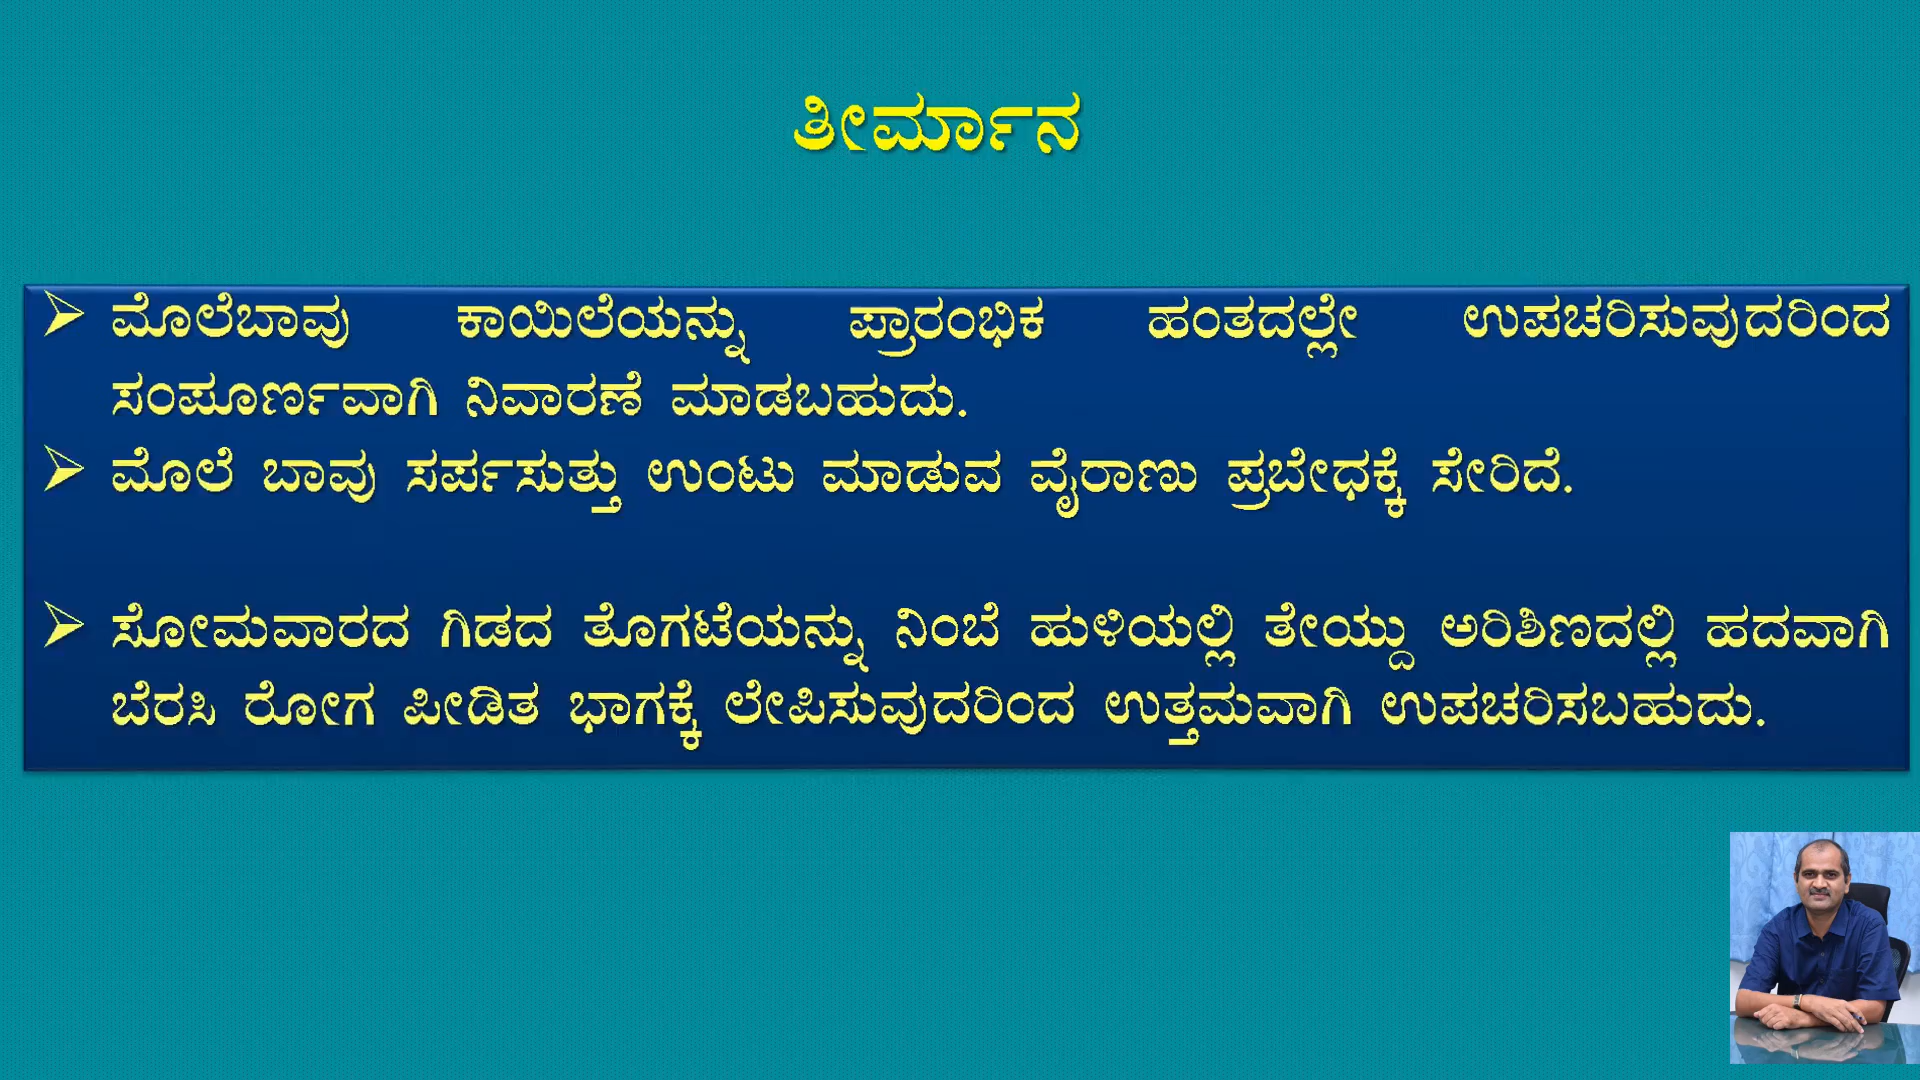 ತೀರ್ಮಾನ
ಮೊಲೆಬಾವು ಕಾಯಿಲೆಯನ್ನು ಪ್ರಾರಂಭಿಕ ಹಂತದಲ್ಲೇ ಉಪಚರಿಸುವುದರಿಂದ
ಸಂಪೂರ್ಣವಾಗಿ ನಿವಾರಣೆ ಮಾಡಬಹುದು.
ಮೊಲೆ ಬಾವು ಸರ್ಪಸುತ್ತು ಉಂಟು ಮಾಡುವ ವೈರಾಣು ಪ್ರಬೇಧಕ್ಕೆ ಸೇರಿದೆ.
ಸೋಮವಾರದ ಗಿಡದ ತೊಗಟೆಯನ್ನು ನಿಂಬೆ ಹುಳಿಯಲ್ಲಿ ತೇಯ್ದು ಅರಿಶಿಣದಲ್ಲಿ ಹದವಾಗಿ
ಬೆರಸಿ ರೋಗ ಪೀಡಿತ ಭಾಗಕ್ಕೆ ಲೇಪಿಸುವುದರಿಂದ ಉತ್ತಮವಾಗಿ ಉಪಚರಿಸಬಹುದು.